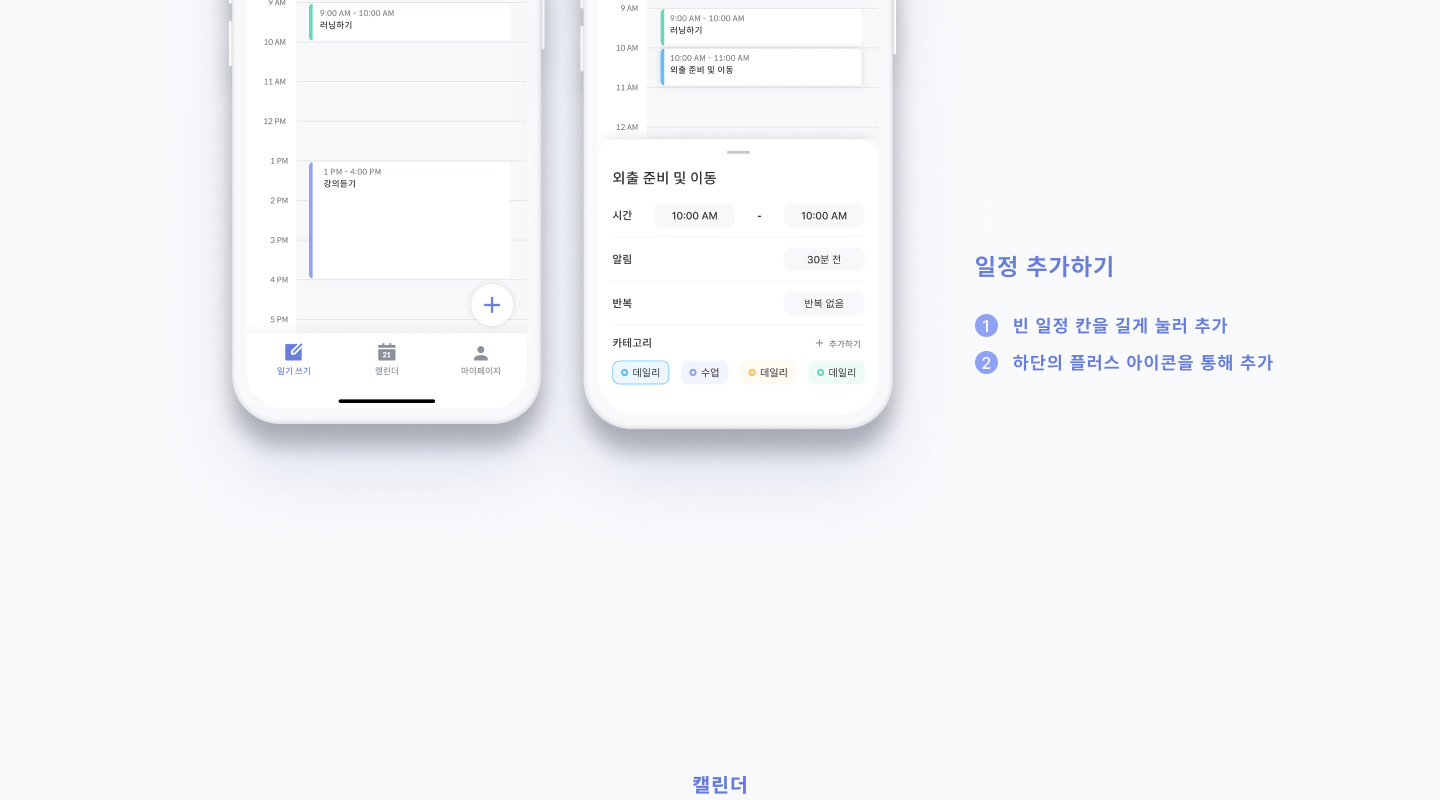 9 AM
9:00 AM - 10:00 AM
러닝하기
10 AM
11 AM
12 PM
1 PM
1 PM - 4:00 PM
강의듣기
2 PM
3 PM
4 PM
5 PM
일기 쓰기
21
캘린더
마이페이지
9 AM
9:00 AM - 10:00 AM
러닝하기
10 AM
10:00 AM - 11:00 AM
외출 준비 및 이동
11 AM
12 AM
외출 준비 및 이동
시간 10:00 AM - 10:00 AM
알림 30분 전
반복 반복 없음
카테고리 + 추가하기
데일리 수업 데일리 데일리
일정 추가하기
1 빈 일정 칸을 길게 눌러 추가
2 하단의 플러스 아이콘을 통해 추가
캘린더